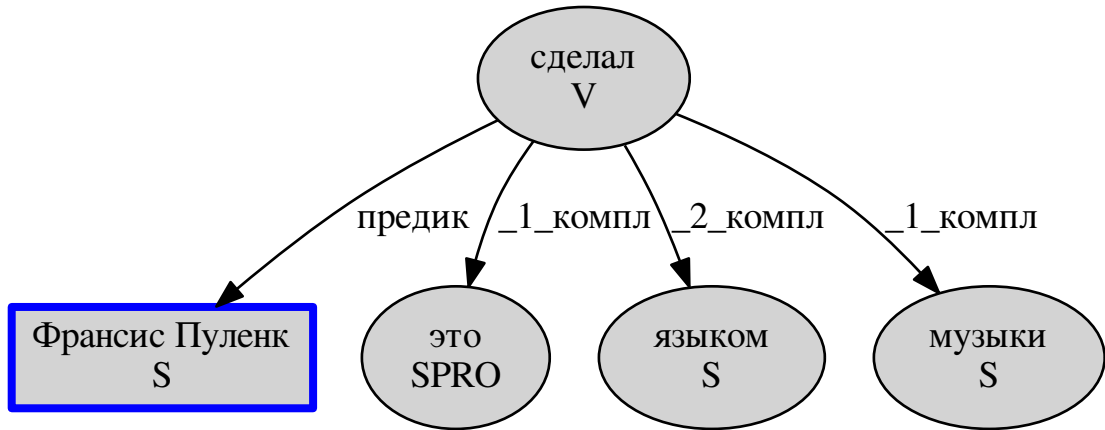 сделал
V
предик
_1_компл
_2_компл
_1_компл
Франсис Пуленк
S
это
SPRO
языком
S
музыки
S